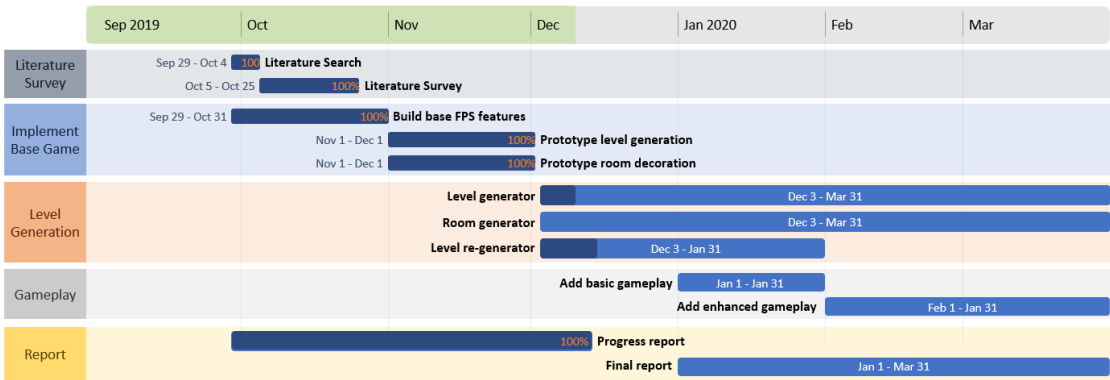 Sep 2019 Oct Nov Dec Jan 2020 Feb Mar
Literature
Survey
Sep 29 - Oct 4 100 Literature Search
Oct 5 - Oct 25 100% Literature Survey
Implement
Base Game
Sep 29 - Oct 31 100% Build base FPS features
Nov 1 - Dec 1 100% Prototype level generation
Nov 1 - Dec 1 100% Prototype room decoration
Level
Generation
Level generator Dec 3 - Mar 31
Room generator Dec 3 - Mar 31
Level re-generator Dec 3 - Jan 31
Gameplay
Add basic gameplay Jan 1 - Jan 31
Add enhanced gameplay Feb 1 - Jan 31
Report
100% Progress report
Final report Jan 1 - Mar 31